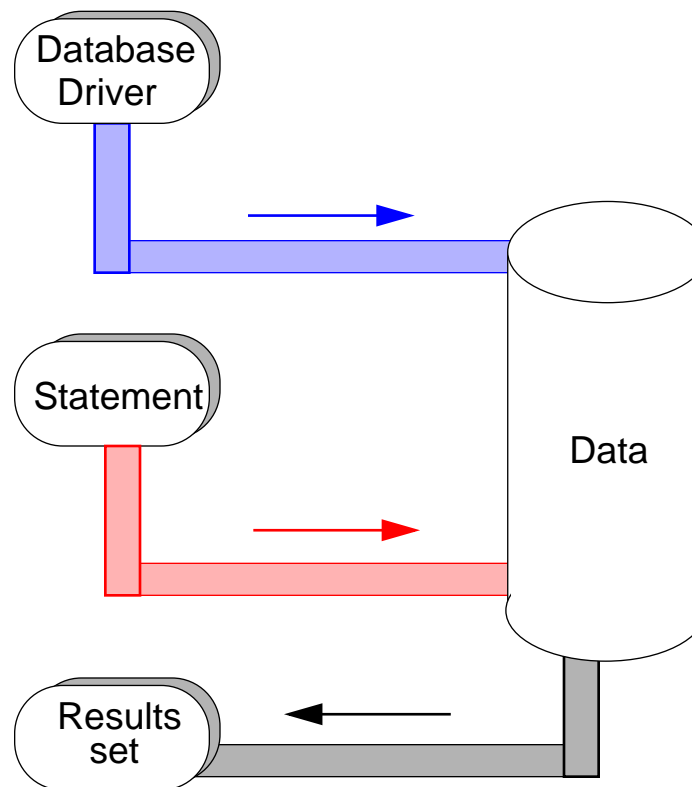 Database
Driver
Statement
Data
Results
set